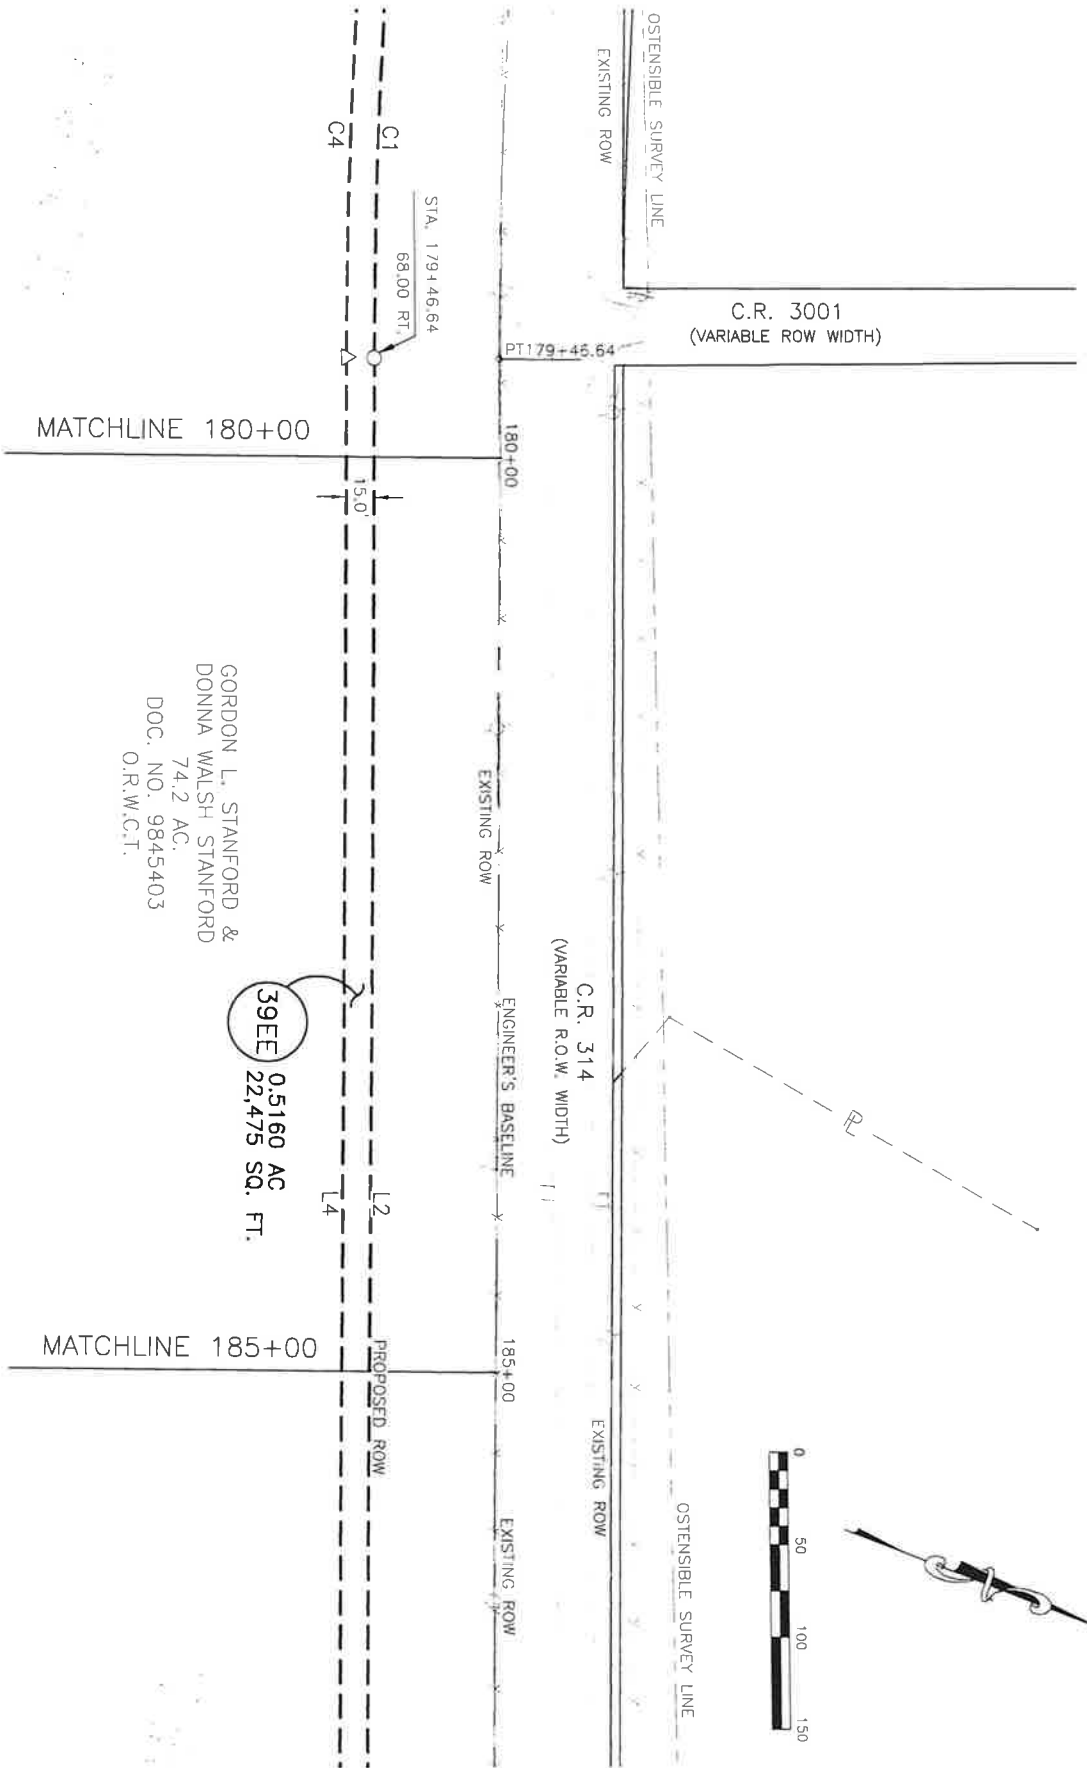 OSTENSIBLE SURVEY LINE
EXISTING ROW
C.R. 3001
(VARIABLE ROW WIDTH)
C1
C4
STA. 179+46.64
68.00 RT.
PT179+46.64
MATCHLINE 180+00
180+00
15.0'
GORDON L. STANFORD &
DONNA WALSH STANFORD
74.2 AC.
DOC. NO. 9845403
O.R.W.C.T.
EXISTING ROW
C.R. 314
(VARIABLE R.O.W. WIDTH)
ENGINEER'S BASELINE
PL
39EE
0.5160 AC
22,475 SQ. FT.
L2
L4
MATCHLINE 185+00
185+00
PROPOSED ROW
EXISTING ROW
EXISTING ROW
OSTENSIBLE SURVEY LINE
0
50
100
150